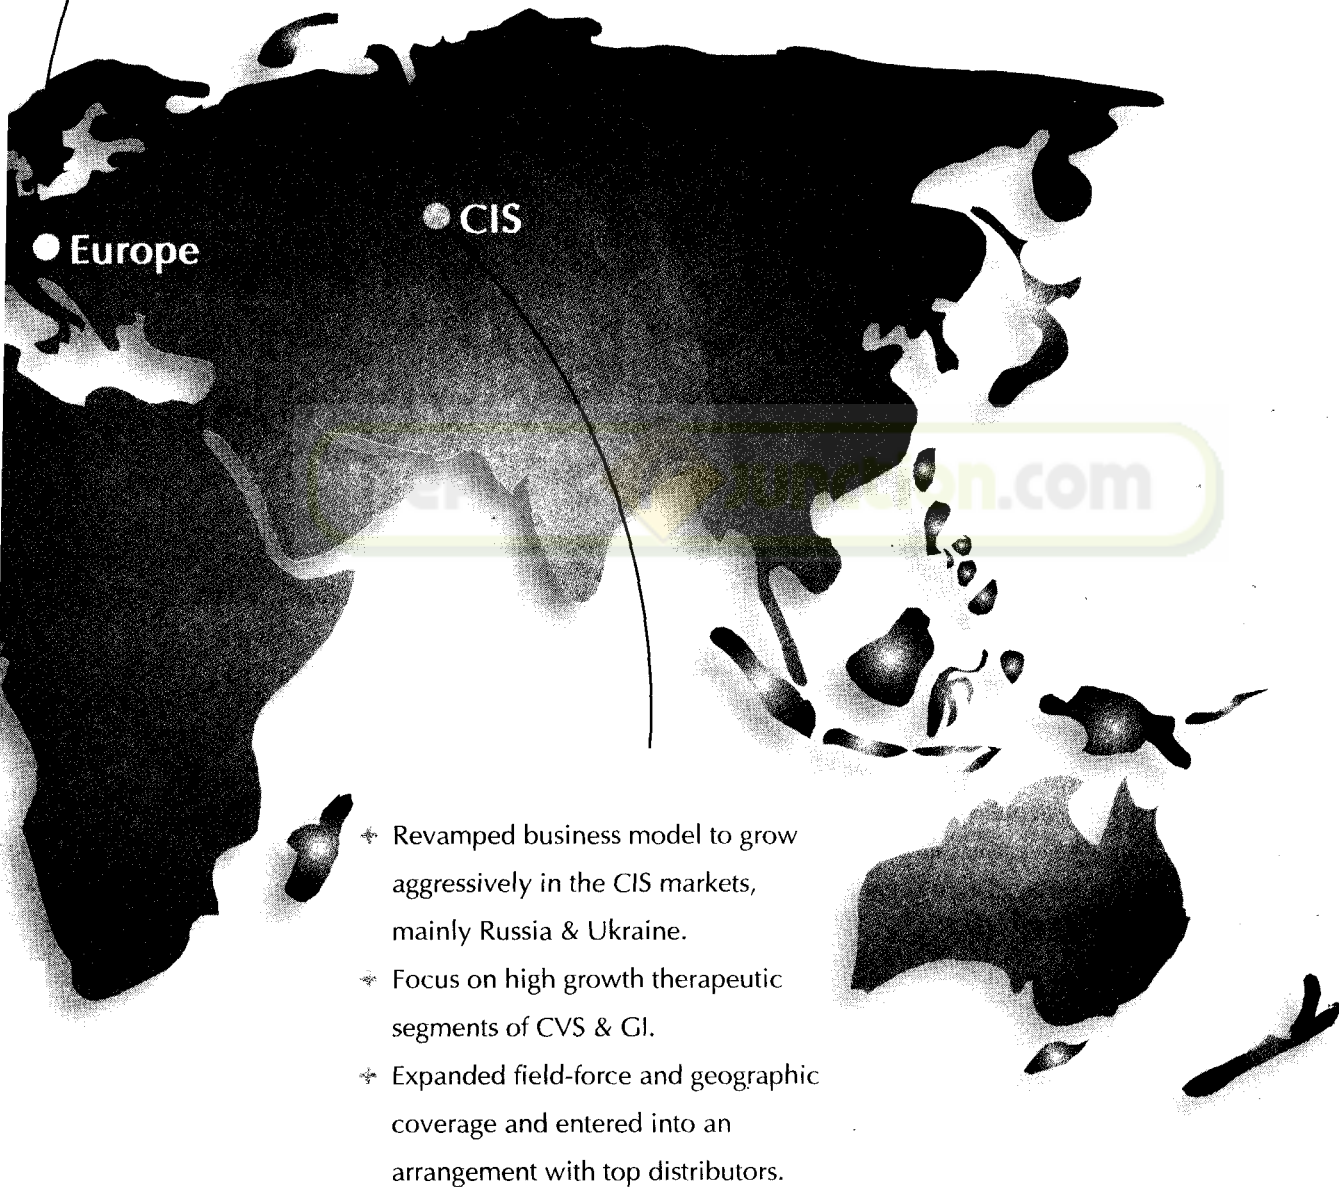 CIS
Europe
junction.com
Revamped business model to grow
aggressively in the CIS markets,
mainly Russia & Ukraine.
Focus on high growth therapeutic
segments of CVS & GI.
Expanded field-force and geographic
coverage and entered into an
arrangement with top distributors.